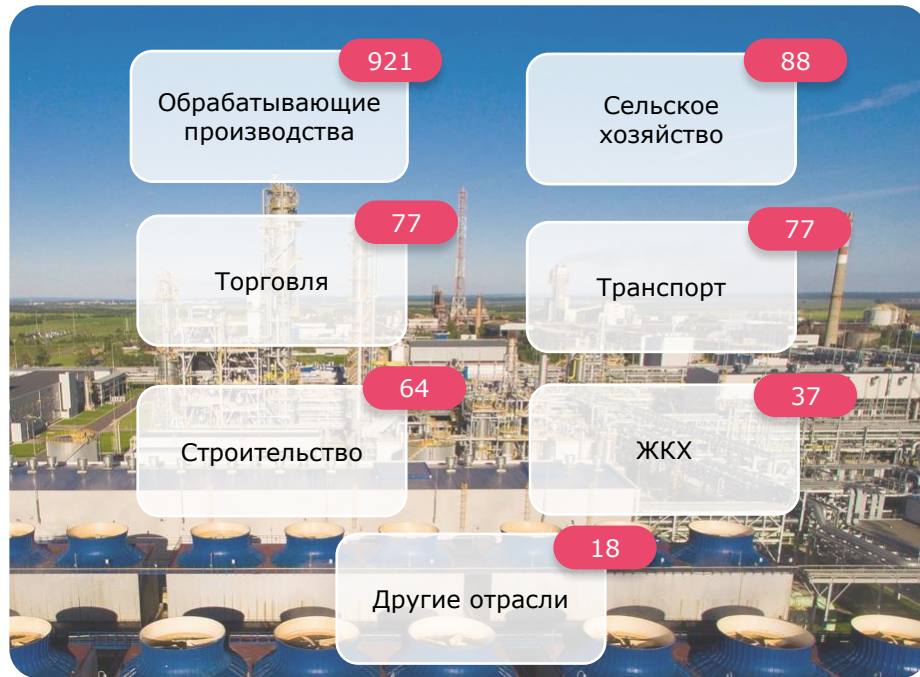 921
Обрабатывающие
производства
88
Сельское
хозяйство
77
Торговля
77
Транспорт
64
Строительство
37
ЖКХ
18
Другие отрасли